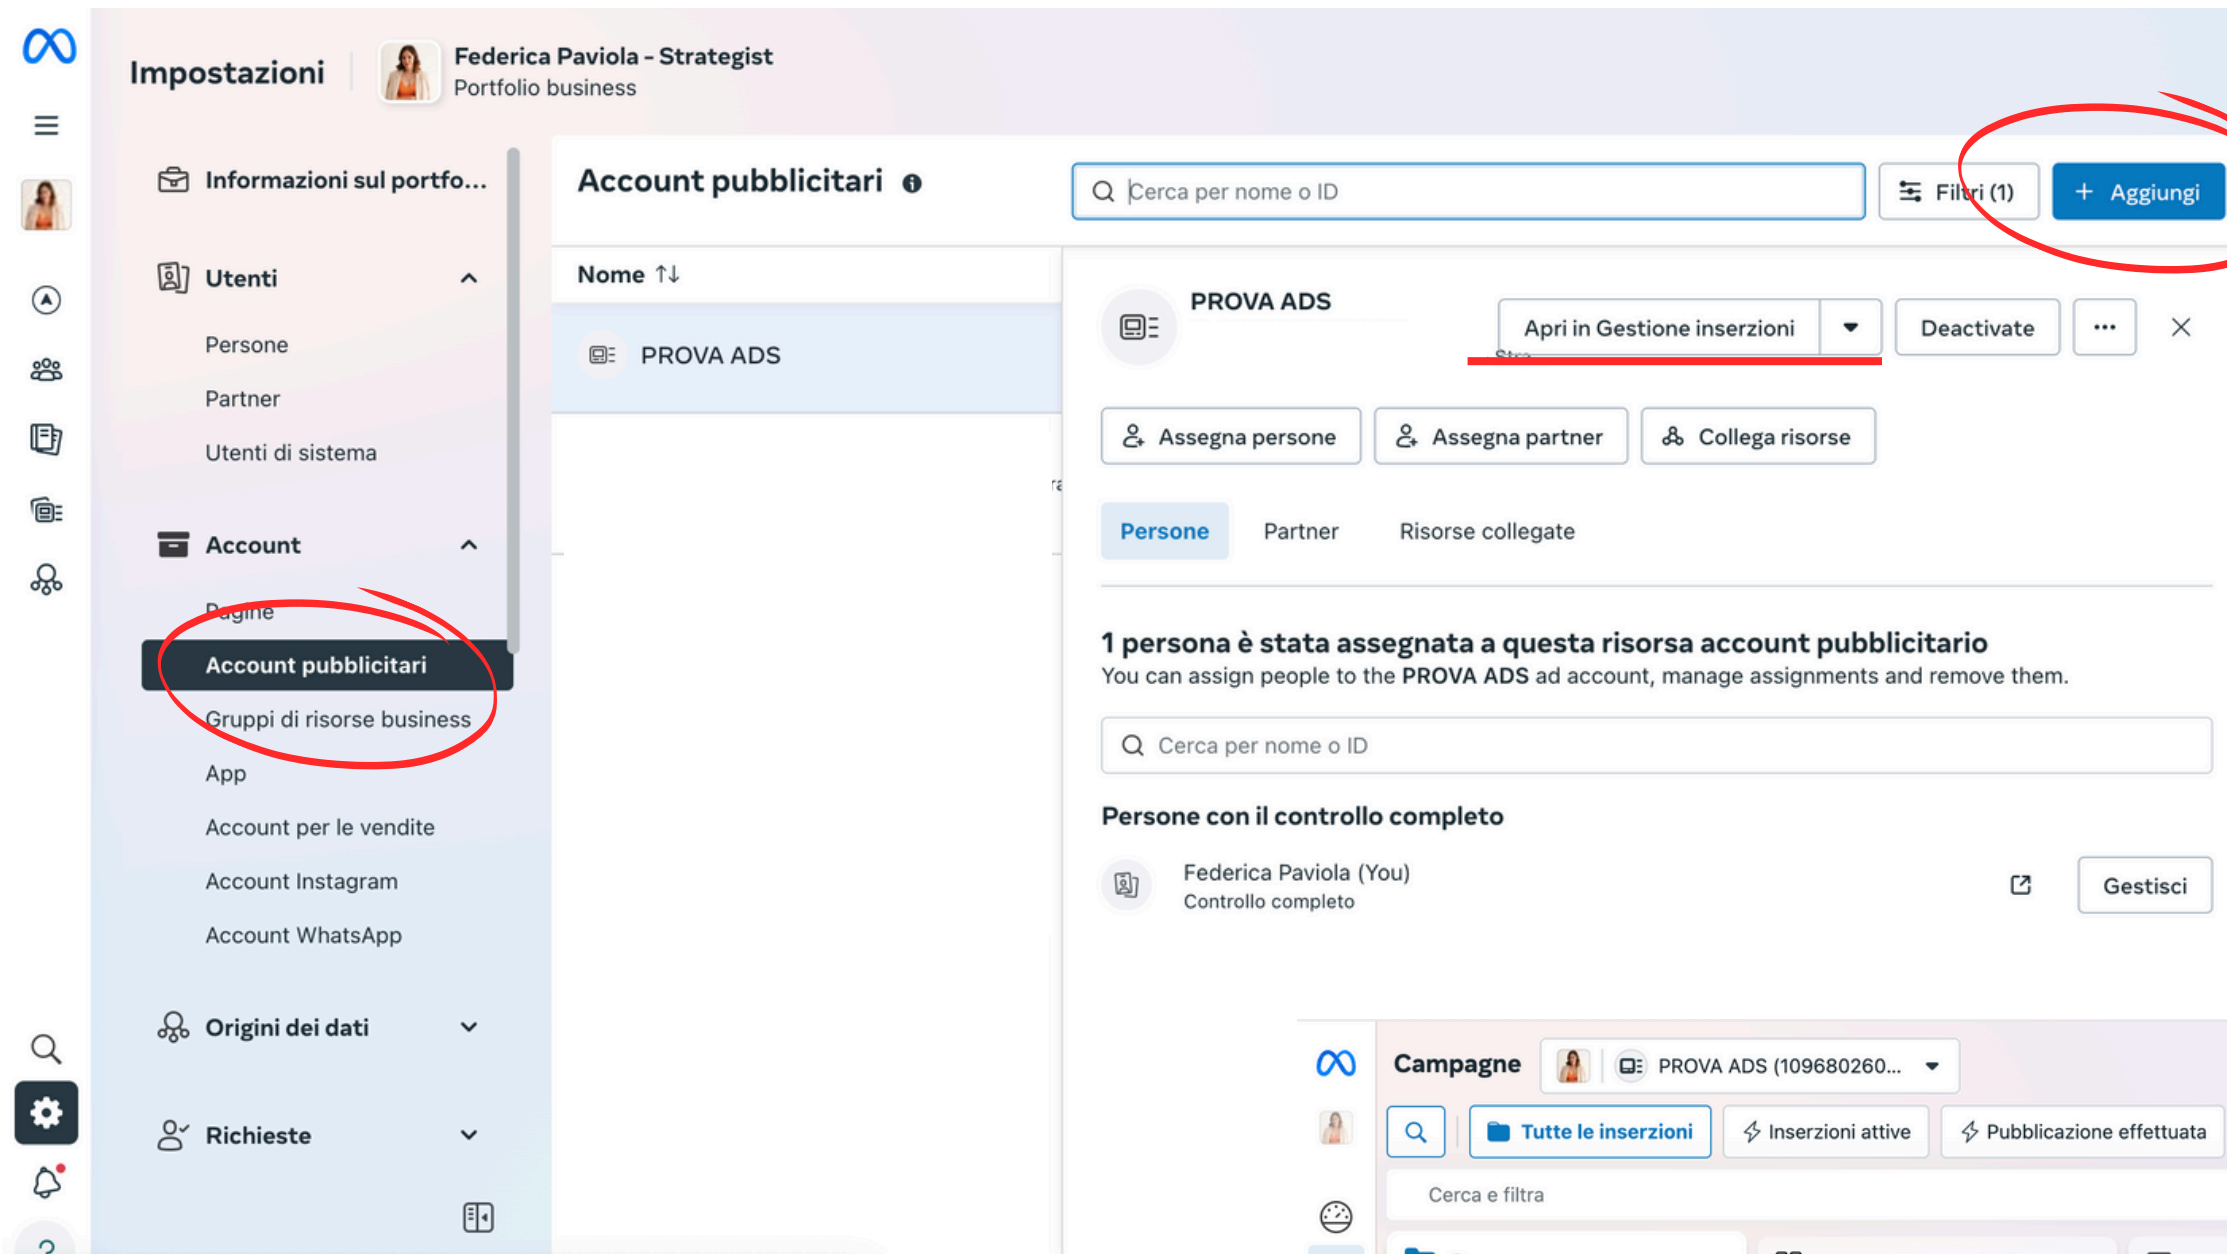 Impostazioni
Federica Paviola - Strategist
Portfolio business
Informazioni sul portfo...
Utenti
Persone
Partner
Utenti di sistema
Account
Pagine
Account pubblicitari
Gruppi di risorse business
App
Account per le vendite
Account Instagram
Account WhatsApp
Origini dei dati
Richieste
Account pubblicitari
Cerca per nome o ID
Filtri (1)
+ Aggiungi
Nome ↑↓
PROVA ADS
PROVA ADS
Apri in Gestione inserzioni
Deactivate
...
Assegna persone
Assegna partner
Collega risorse
Persone
Partner
Risorse collegate
1 persona è stata assegnata a questa risorsa account pubblicitario
You can assign people to the PROVA ADS ad account, manage assignments and remove them.
Cerca per nome o ID
Persone con il controllo completo
Federica Paviola (You)
Controllo completo
Gestisci
Campagne
PROVA ADS (109680260...
Tutte le inserzioni
Inserzioni attive
Pubblicazione effettuata
Cerca e filtra